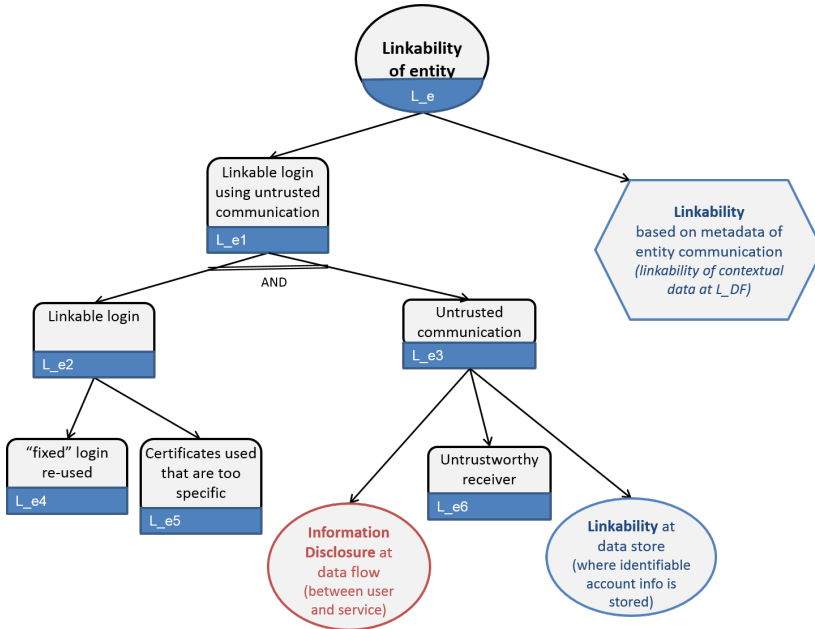 Linkability
of entity
L_e
Linkable login
using untrusted
communication
L_e1
Linkability
based on metadata of
entity communication
(linkability of contextual
data at L_DF)
AND
Linkable login
L_e2
Untrusted
communication
L_e3
“fixed” login
re-used
L_e4
Certificates used
that are too
specific
L_e5
Untrustworthy
receiver
L_e6
Information
Disclosure at
data flow
(between user
and service)
Linkability at
data store
(where identifiable
account info is
stored)